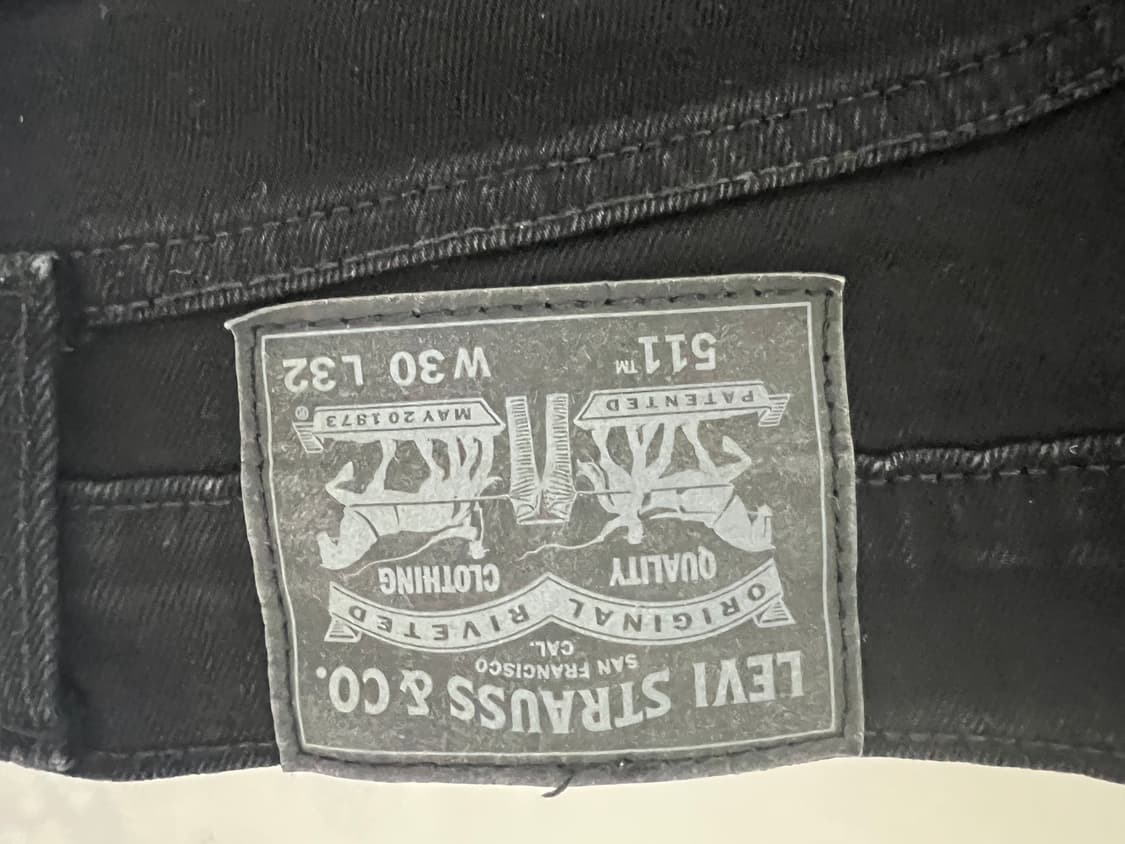 LEVI STRAUSS & CO.
SAN FRANCISCO
CAL.
ORIGINAL RIVETED
QUALITY CLOTHING
PATENTED MAY 20 1873 ®
511™ W30 L32